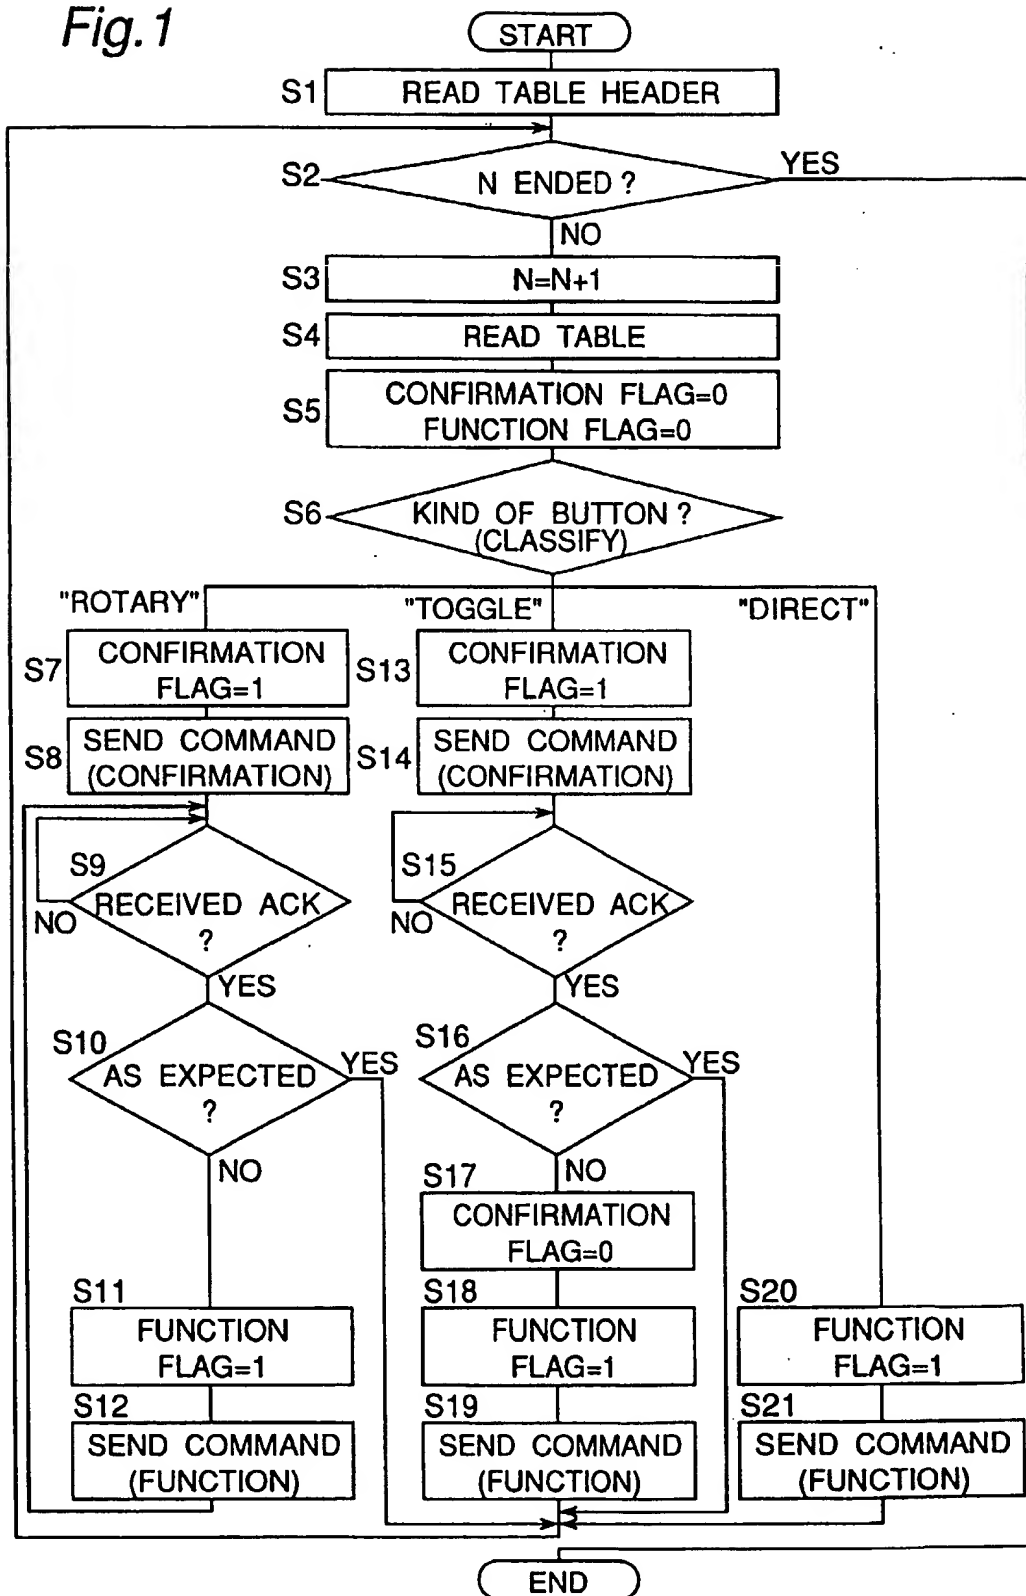 Fig.1
START
S1 READ TABLE HEADER
S2 N ENDED ?
YES
NO
S3 N=N+1
S4 READ TABLE
S5 CONFIRMATION FLAG=0
FUNCTION FLAG=0
S6 KIND OF BUTTON ?
(CLASSIFY)
"ROTARY" "TOGGLE" "DIRECT"
S7 CONFIRMATION
FLAG=1
S8 SEND COMMAND
(CONFIRMATION)
S9
RECEIVED ACK
?
NO
YES
S10
AS EXPECTED
?
YES
NO
S11
FUNCTION
FLAG=1
S12
SEND COMMAND
(FUNCTION)
S13 CONFIRMATION
FLAG=1
S14 SEND COMMAND
(CONFIRMATION)
S15
RECEIVED ACK
?
NO
YES
S16
AS EXPECTED
?
YES
NO
S17
CONFIRMATION
FLAG=0
S18
FUNCTION
FLAG=1
S19
SEND COMMAND
(FUNCTION)
S20
FUNCTION
FLAG=1
S21
SEND COMMAND
(FUNCTION)
END